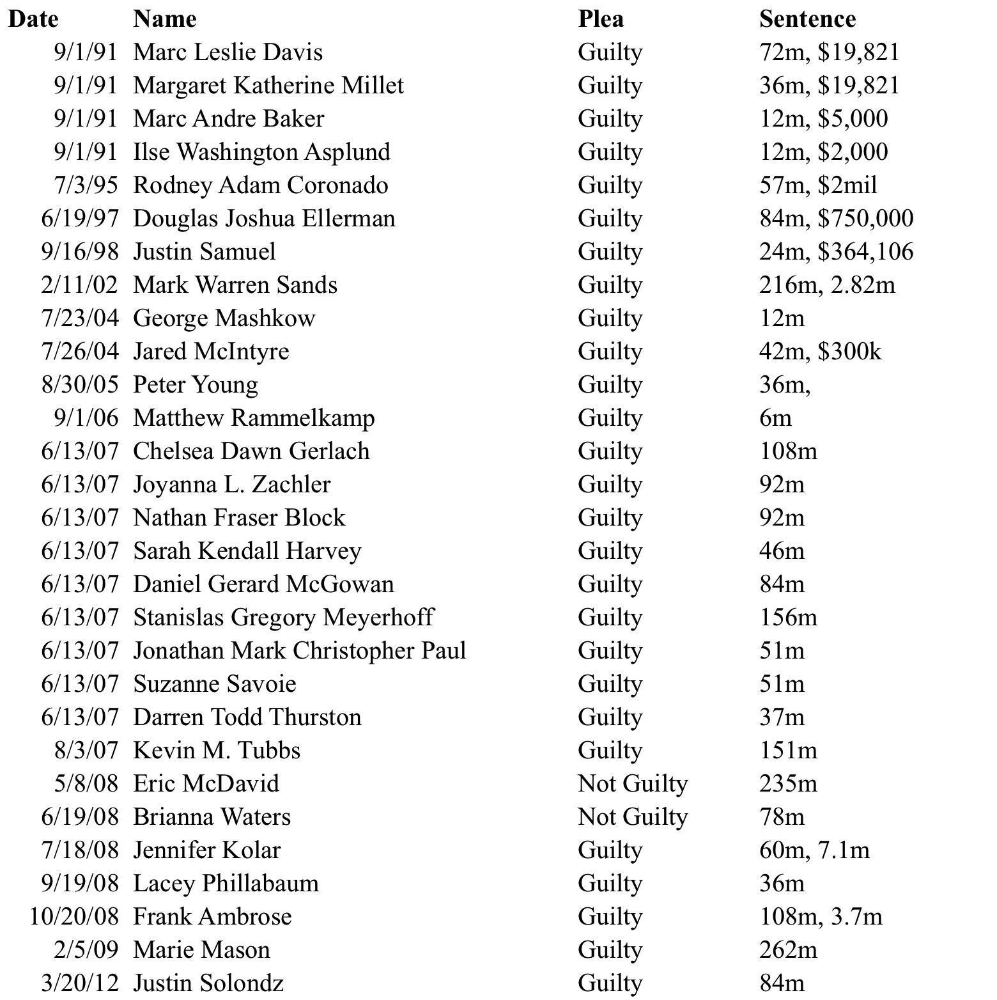 Date Name Plea Sentence
9/1/91 Marc Leslie Davis Guilty 72m, $19,821
9/1/91 Margaret Katherine Millet Guilty 36m, $19,821
9/1/91 Marc Andre Baker Guilty 12m, $5,000
9/1/91 Ilse Washington Asplund Guilty 12m, $2,000
7/3/95 Rodney Adam Coronado Guilty 57m, $2mil
6/19/97 Douglas Joshua Ellerman Guilty 84m, $750,000
9/16/98 Justin Samuel Guilty 24m, $364,106
2/11/02 Mark Warren Sands Guilty 216m, 2.82m
7/23/04 George Mashkow Guilty 12m
7/26/04 Jared McIntyre Guilty 42m, $300k
8/30/05 Peter Young Guilty 36m,
9/1/06 Matthew Rammelkamp Guilty 6m
6/13/07 Chelsea Dawn Gerlach Guilty 108m
6/13/07 Joyanna L. Zachler Guilty 92m
6/13/07 Nathan Fraser Block Guilty 92m
6/13/07 Sarah Kendall Harvey Guilty 46m
6/13/07 Daniel Gerard McGowan Guilty 84m
6/13/07 Stanislas Gregory Meyerhoff Guilty 156m
6/13/07 Jonathan Mark Christopher Paul Guilty 51m
6/13/07 Suzanne Savoie Guilty 51m
6/13/07 Darren Todd Thurston Guilty 37m
8/3/07 Kevin M. Tubbs Guilty 151m
5/8/08 Eric McDavid Not Guilty 235m
6/19/08 Brianna Waters Not Guilty 78m
7/18/08 Jennifer Kolar Guilty 60m, 7.1m
9/19/08 Lacey Phillabaum Guilty 36m
10/20/08 Frank Ambrose Guilty 108m, 3.7m
2/5/09 Marie Mason Guilty 262m
3/20/12 Justin Solondz Guilty 84m